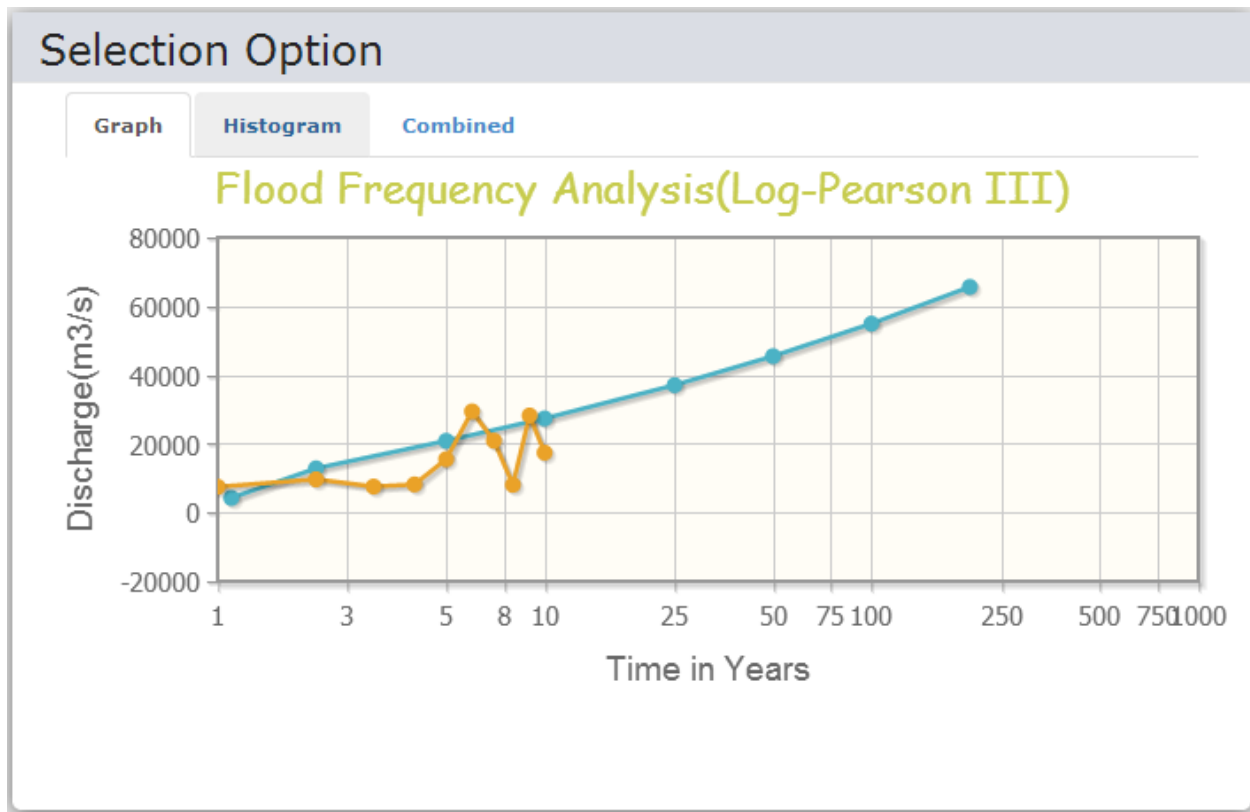 Selection Option
Graph Histogram Combined
Flood Frequency Analysis(Log-Pearson III)
80000
60000
40000
20000
0
-20000
Discharge(m3/s)
1 3 5 8 10 25 50 75 100 250 500 750 1000
Time in Years